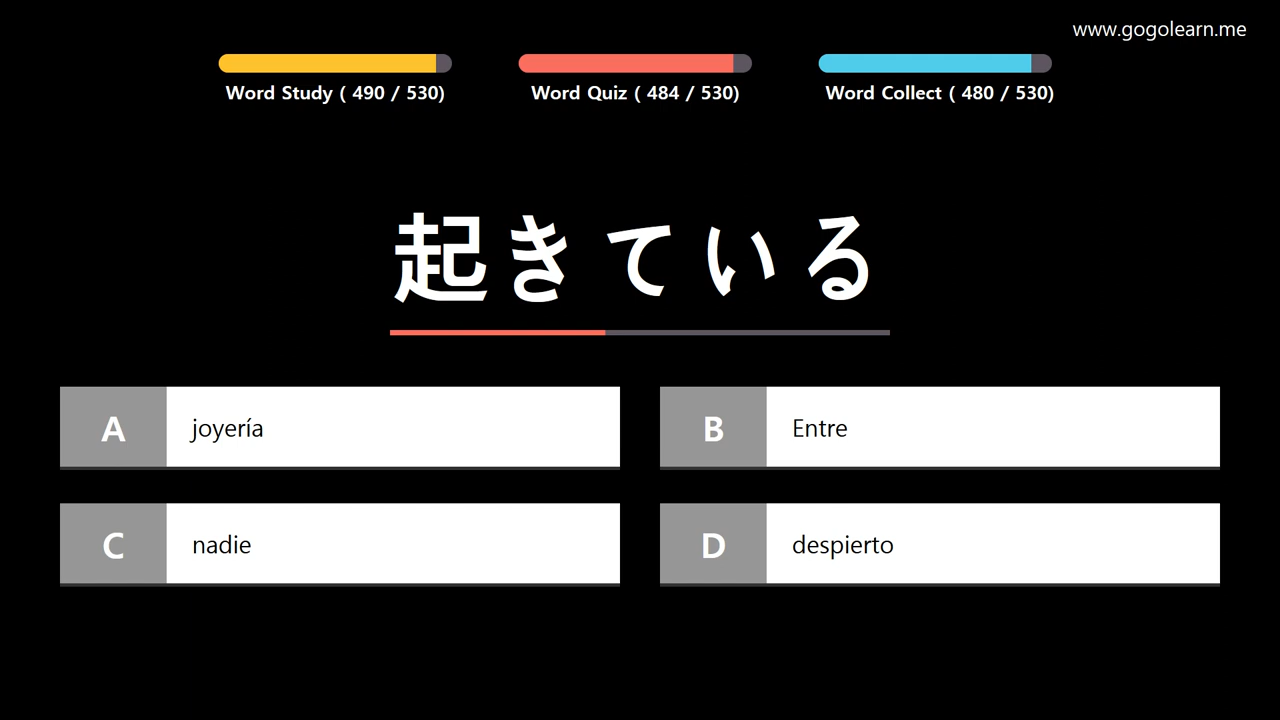 www.gogolearn.me
Word Study ( 490 / 530)
Word Quiz ( 484 / 530)
Word Collect ( 480 / 530)
起きている
A joyería
B Entre
C nadie
D despierto